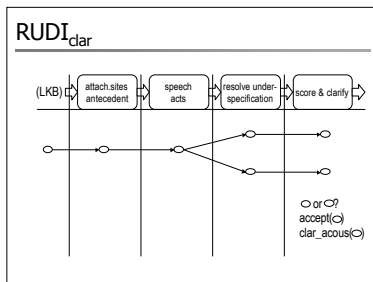 RUDIclar
(LKB)
attach.sites
antecedent
speech
acts
resolve under-
specification
score & clarify
or ?
accept( )
clar_acous( )